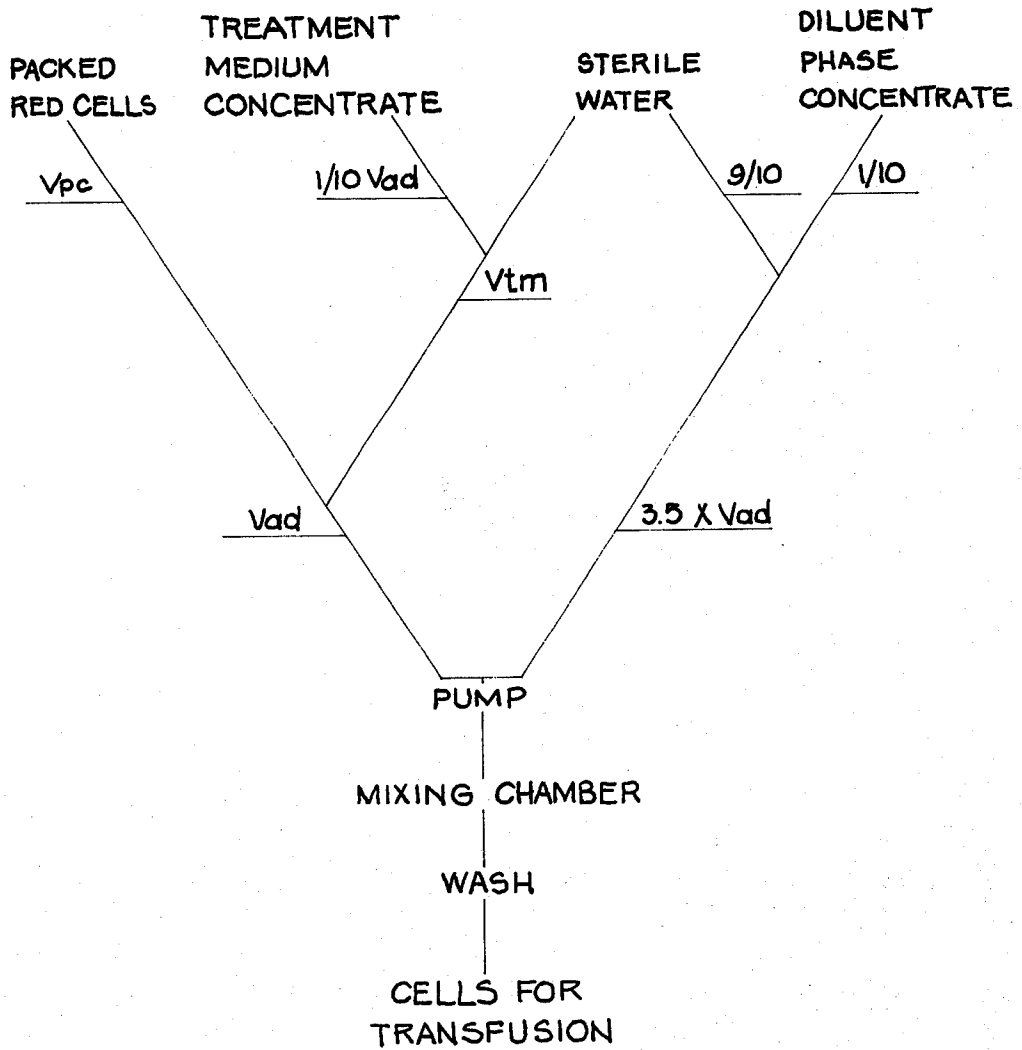 PACKED
RED CELLS
TREATMENT
MEDIUM
CONCENTRATE
STERILE
WATER
DILUENT
PHASE
CONCENTRATE
Vpc
1/10 Vad
9/10
1/10
Vtm
Vad
3.5 X Vad
PUMP
MIXING CHAMBER
WASH
CELLS FOR
TRANSFUSION